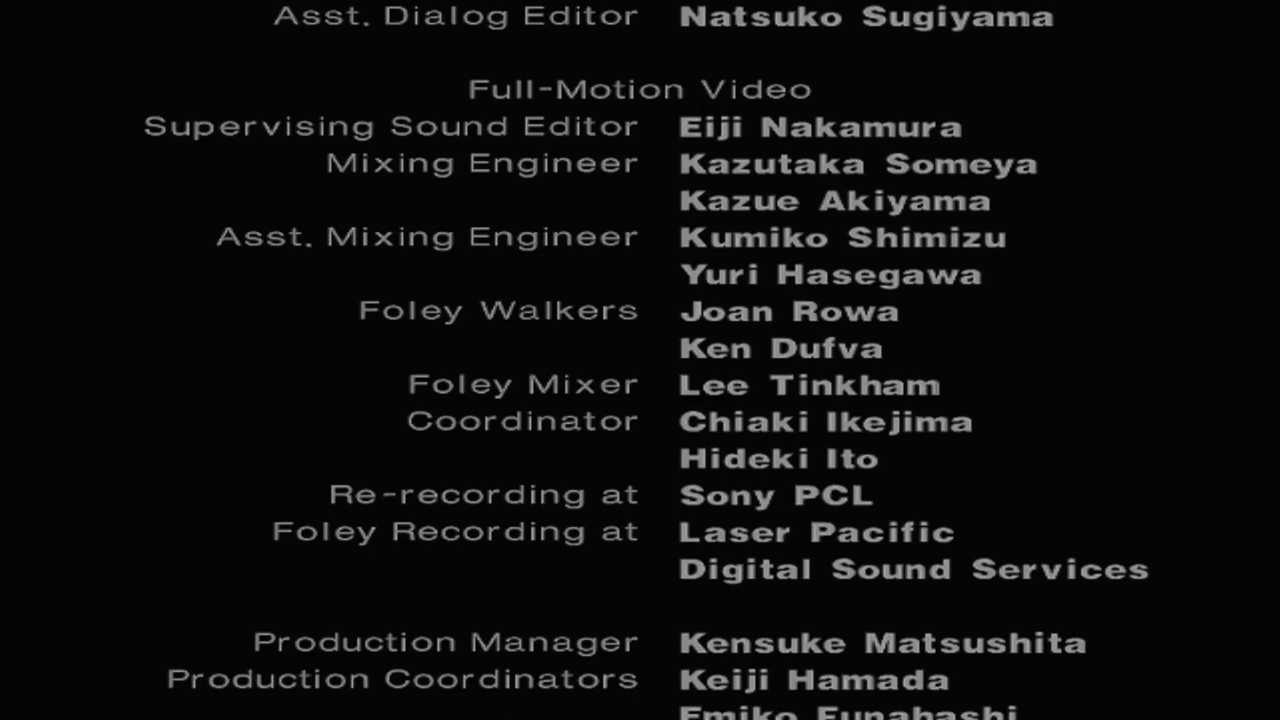 Asst. Dialog Editor Natsuko Sugiyama
Full-Motion Video
Supervising Sound Editor Eiji Nakamura
Mixing Engineer Kazutaka Someya
Kazue Akiyama
Asst. Mixing Engineer Kumiko Shimizu
Yuri Hasegawa
Foley Walkers Joan Rowa
Ken Dufva
Foley Mixer Lee Tinkham
Coordinator Chiaki Ikejima
Hideki Ito
Re-recording at Sony PCL
Foley Recording at Laser Pacific
Digital Sound Services
Production Manager Kensuke Matsushita
Production Coordinators Keiji Hamada
Emiko Funahashi